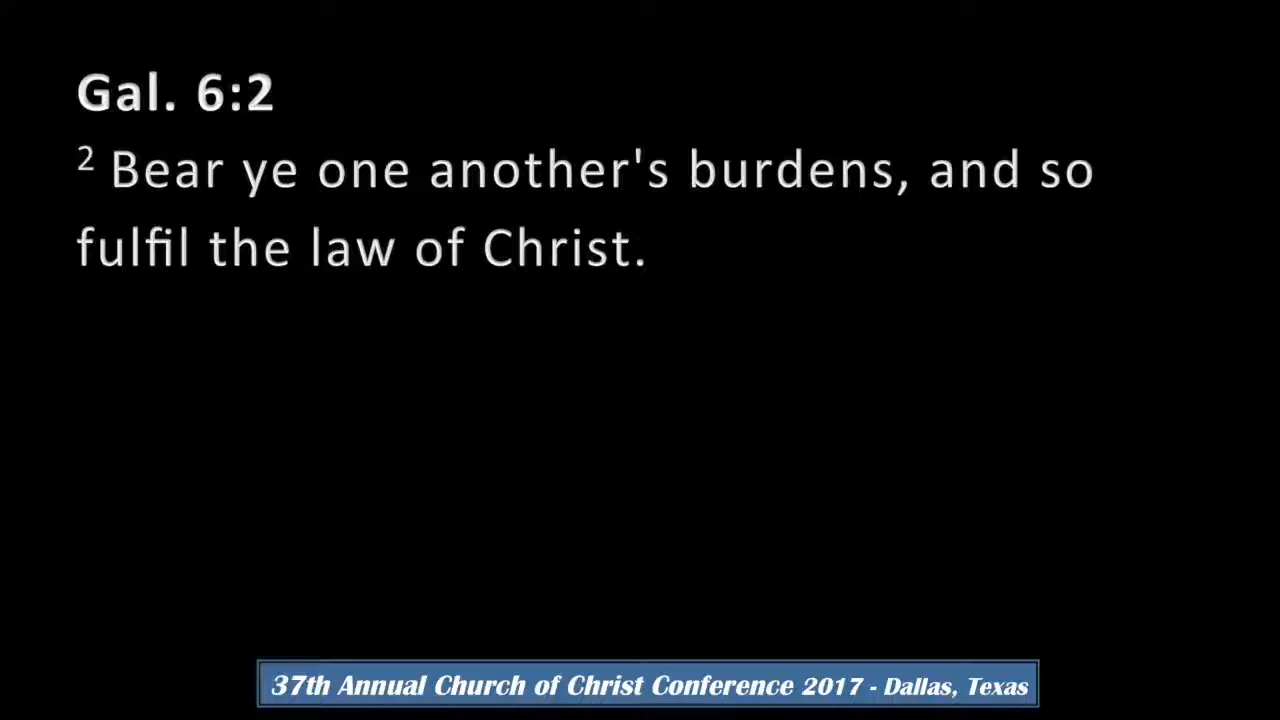 Gal. 6:2
2 Bear ye one another's burdens, and so
fulfil the law of Christ.
37th Annual Church of Christ Conference 2017 - Dallas, Texas